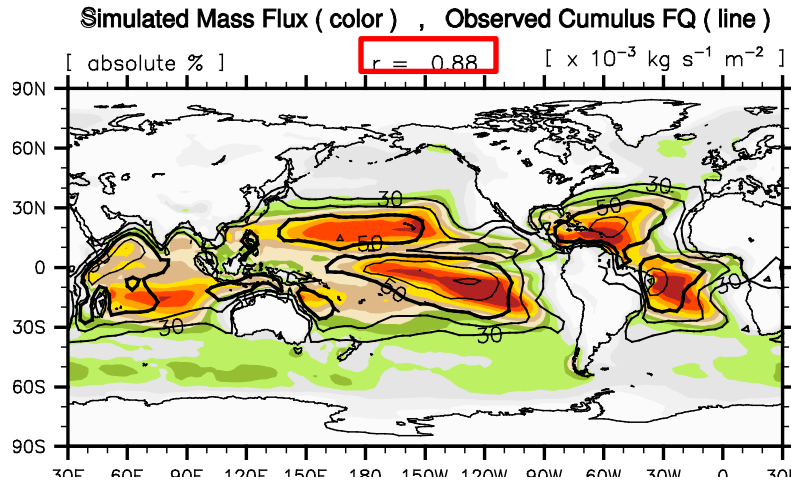 Simulated Mass Flux ( color ) , Observed Cumulus FQ ( line )
[ absolute % ] r = 0.88 [ x 10⁻³ kg s⁻¹ m⁻² ]
90N
60N
30N
0
30S
60S
90S
30
30
50
50
50
30
30
50
30E 60E 90E 120E 150E 180 150W 120W 90W 60W 30W 0 30E